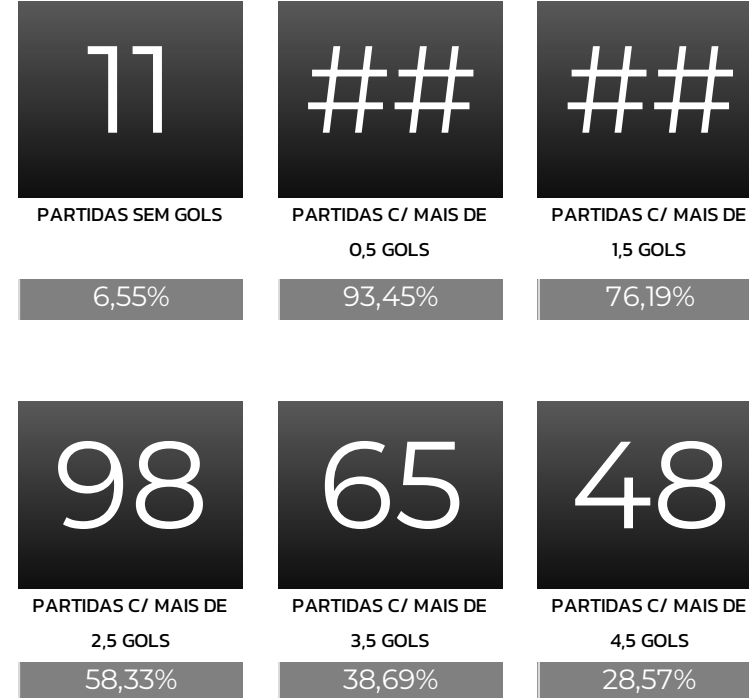 11
##
##
PARTIDAS SEM GOLS
PARTIDAS C/ MAIS DE
0,5 GOLS
PARTIDAS C/ MAIS DE
1,5 GOLS
6,55%
93,45%
76,19%
98
65
48
PARTIDAS C/ MAIS DE
2,5 GOLS
PARTIDAS C/ MAIS DE
3,5 GOLS
PARTIDAS C/ MAIS DE
4,5 GOLS
58,33%
38,69%
28,57%